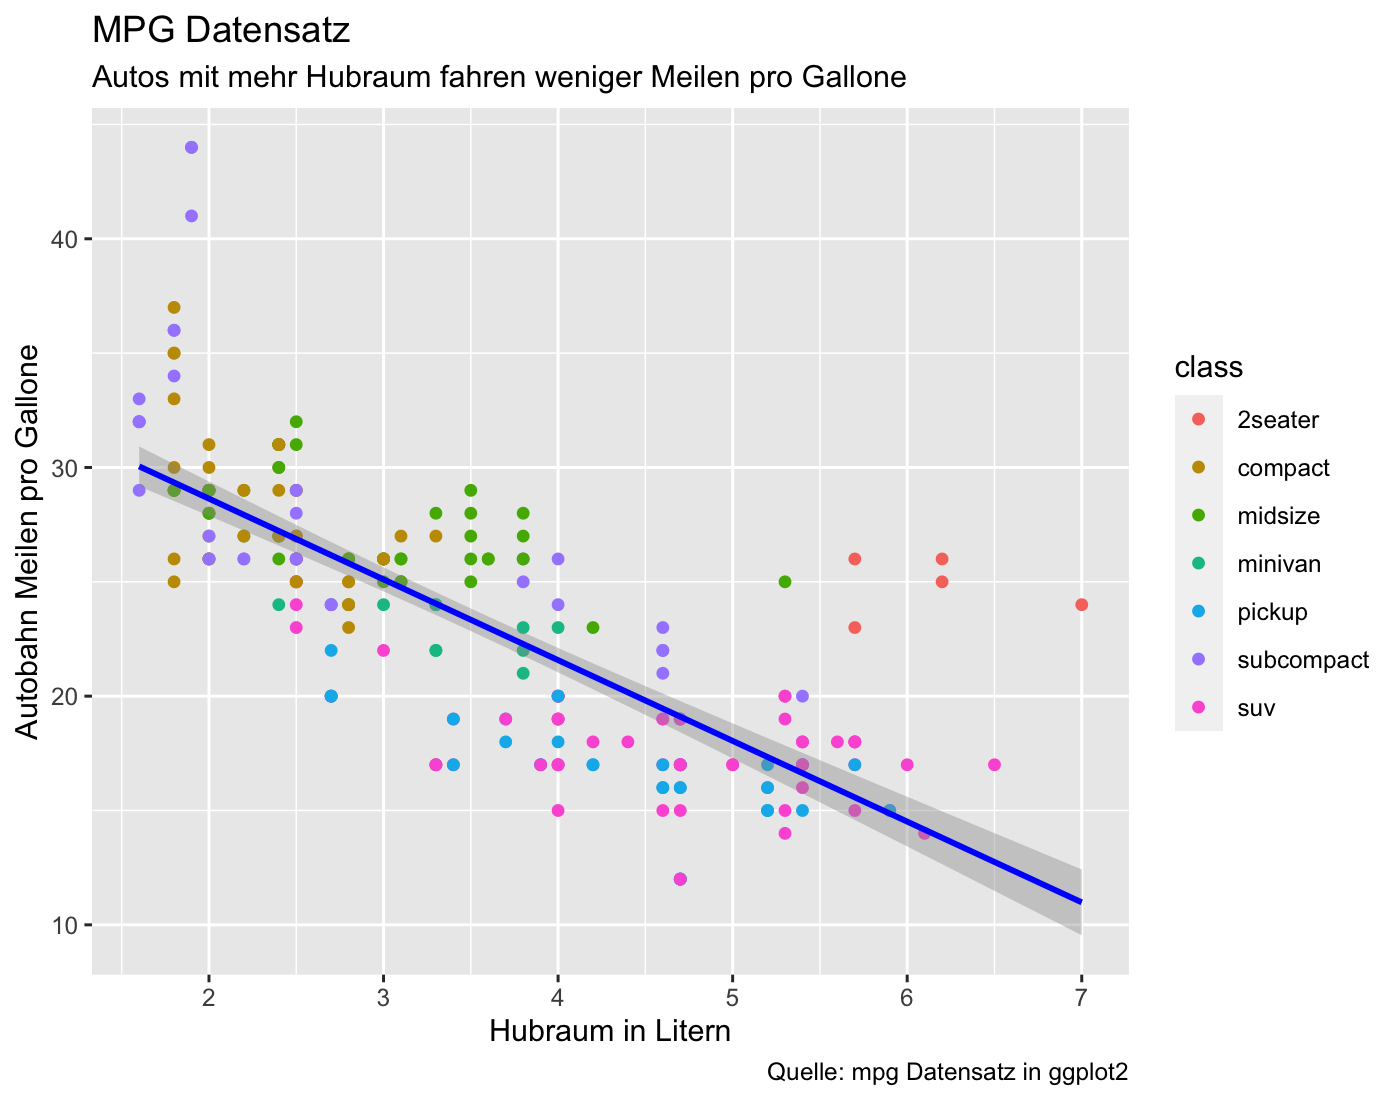 MPG Datensatz
Autos mit mehr Hubraum fahren weniger Meilen pro Gallone
Autobahn Meilen pro Gallone
40
30
20
10
2 3 4 5 6 7
Hubraum in Litern
class
2seater
compact
midsize
minivan
pickup
subcompact
suv
Quelle: mpg Datensatz in ggplot2